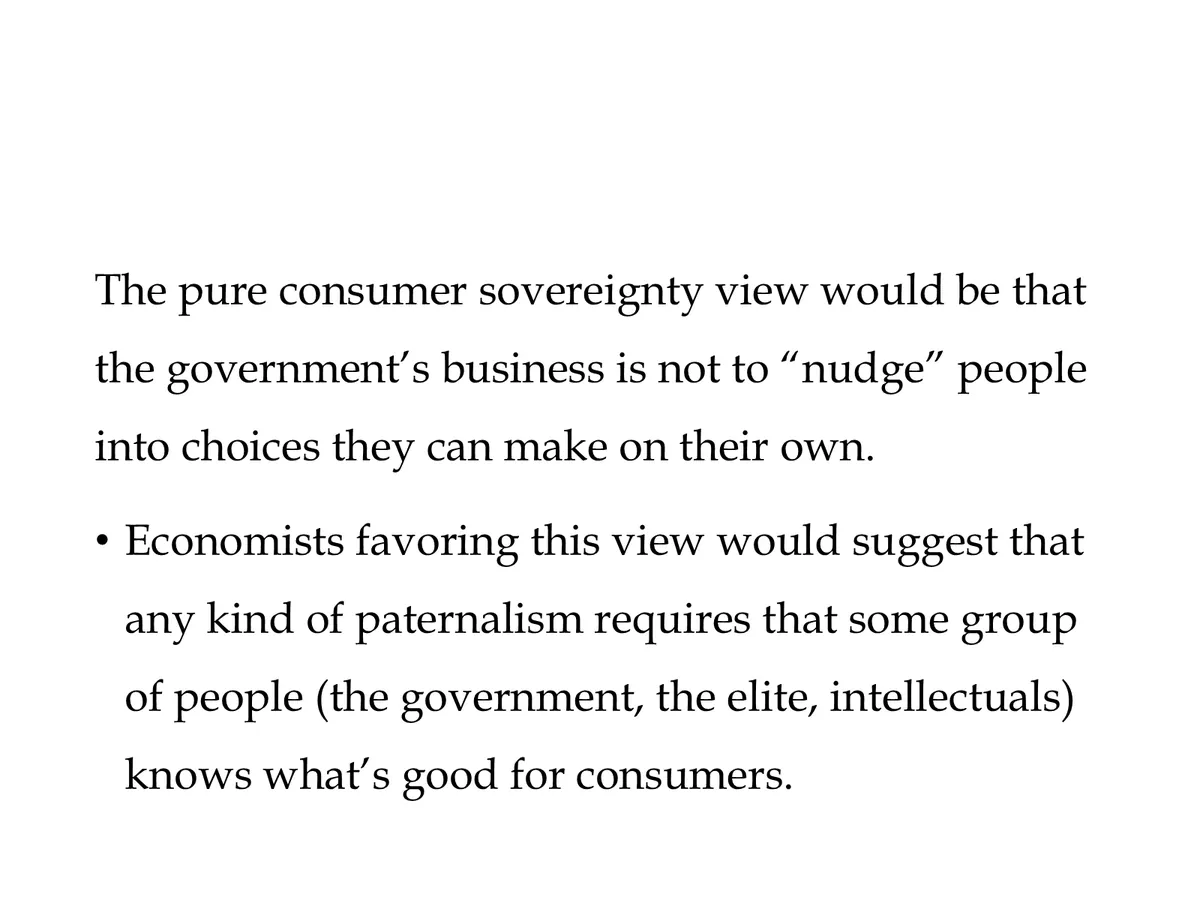 The pure consumer sovereignty view would be that
the government’s business is not to “nudge” people
into choices they can make on their own.
• Economists favoring this view would suggest that
any kind of paternalism requires that some group
of people (the government, the elite, intellectuals)
knows what’s good for consumers.